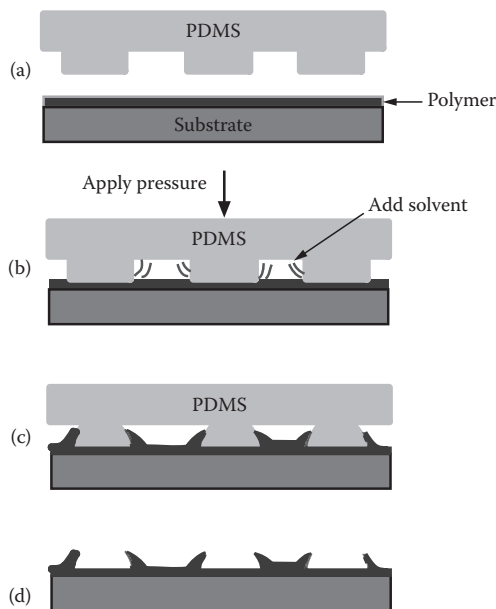 PDMS
(a)
Polymer
Substrate
Apply pressure
Add solvent
PDMS
(b)
PDMS
(c)
(d)